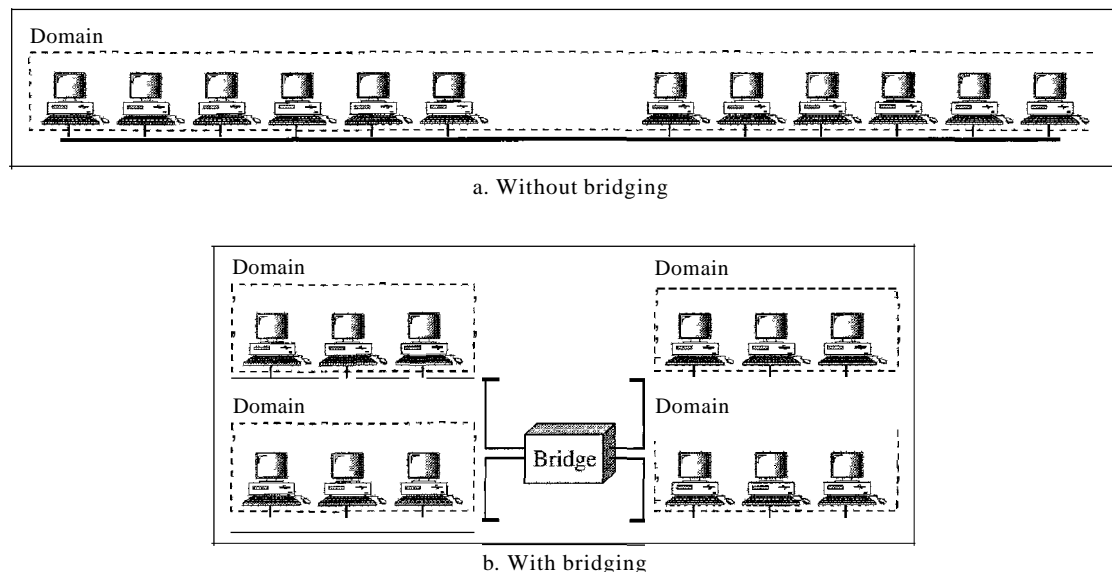 Domain
a. Without bridging
Domain
Domain
Domain
Domain
Bridge
b. With bridging